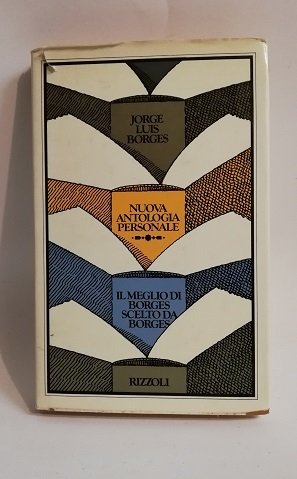 JORGE
LUIS
BORGES
NUOVA
ANTOLOGIA
PERSONALE
IL MEGLIO DI
BORGES
SCELTO DA
BORGES
RIZZOLI